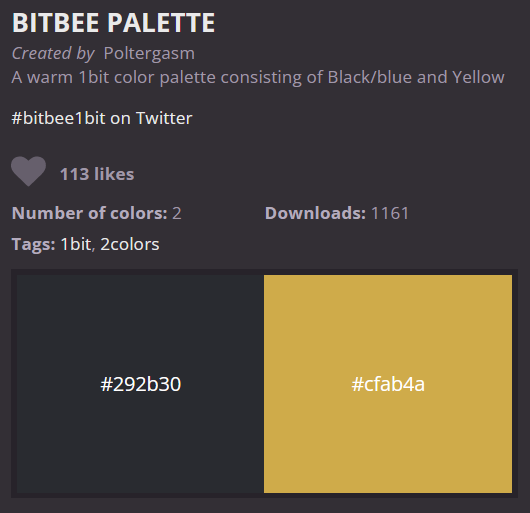 BITBEE PALETTE
Created by Poltergasm
A warm 1bit color palette consisting of Black/blue and Yellow
#bitbee1bit on Twitter
113 likes
Number of colors: 2 Downloads: 1161
Tags: 1bit, 2colors
#292b30 #cfab4a